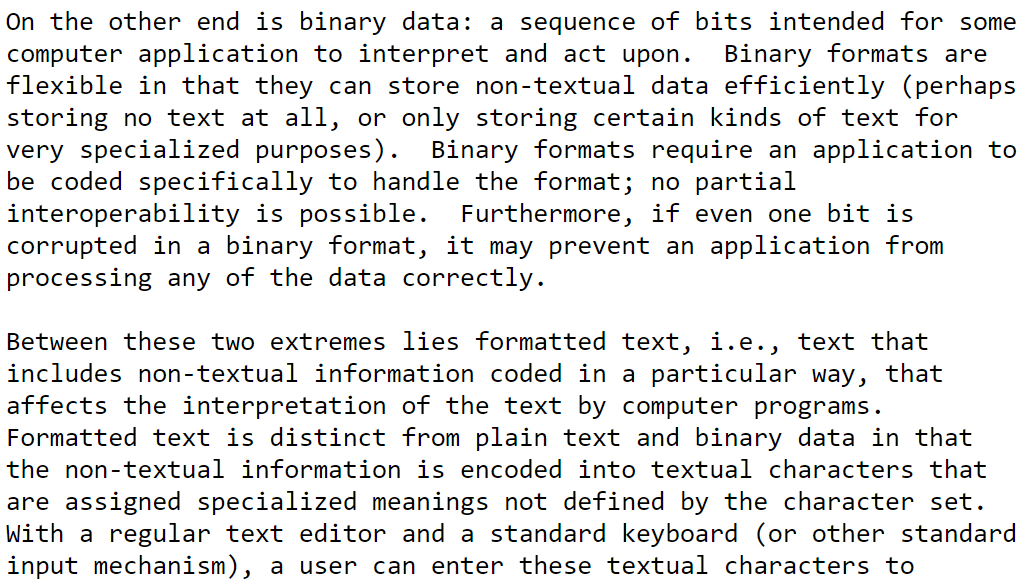 On the other end is binary data: a sequence of bits intended for some
computer application to interpret and act upon.  Binary formats are
flexible in that they can store non-textual data efficiently (perhaps
storing no text at all, or only storing certain kinds of text for
very specialized purposes).  Binary formats require an application to
be coded specifically to handle the format; no partial
interoperability is possible.  Furthermore, if even one bit is
corrupted in a binary format, it may prevent an application from
processing any of the data correctly.

Between these two extremes lies formatted text, i.e., text that
includes non-textual information coded in a particular way, that
affects the interpretation of the text by computer programs.
Formatted text is distinct from plain text and binary data in that
the non-textual information is encoded into textual characters that
are assigned specialized meanings not defined by the character set.
With a regular text editor and a standard keyboard (or other standard
input mechanism), a user can enter these textual characters to